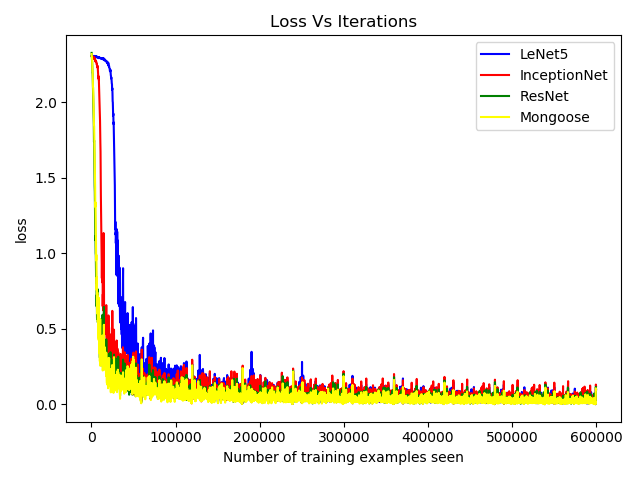 Loss Vs Iterations
LeNet5
InceptionNet
ResNet
Mongoose
loss
2.0
1.5
1.0
0.5
0.0
0 100000 200000 300000 400000 500000 600000
Number of training examples seen